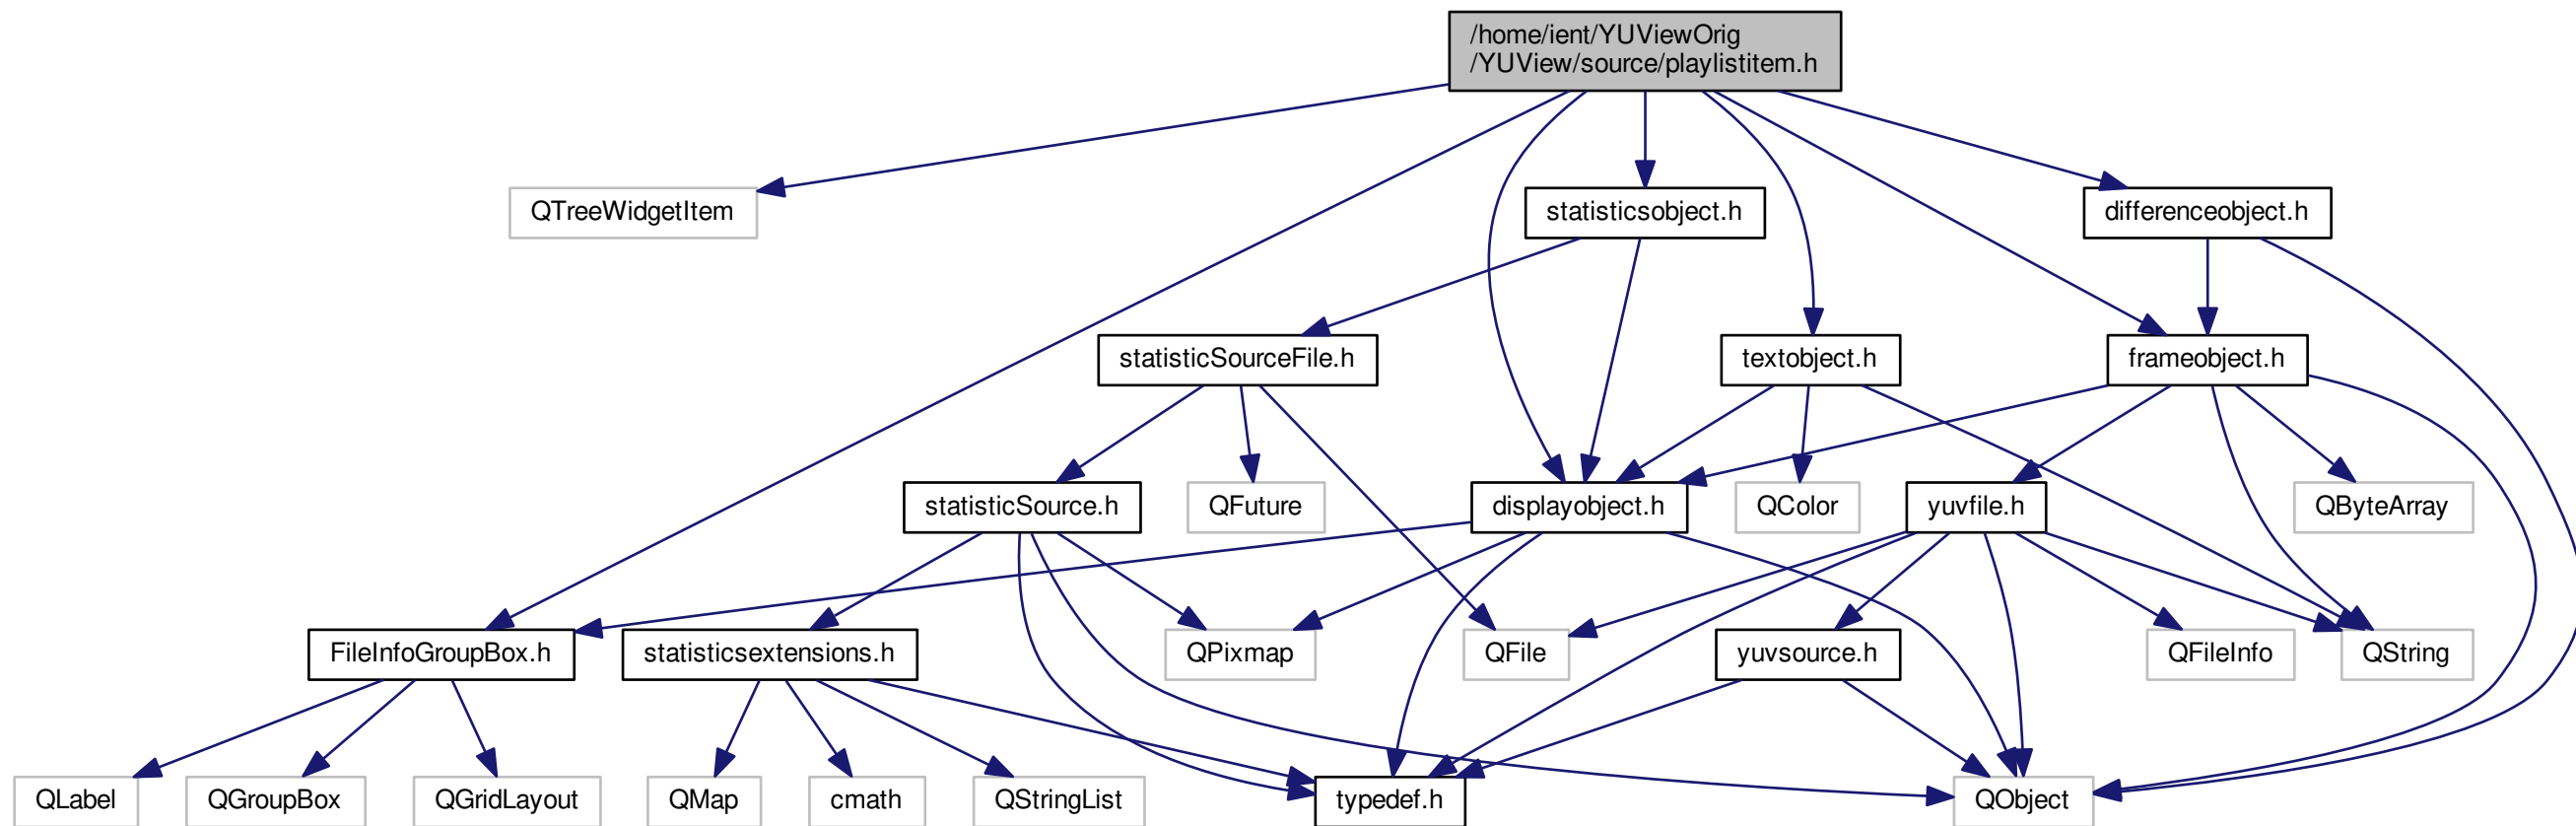 /home/ient/YUViewOrig
/YUView/source/playlistitem.h
QTreeWidgetItem
statisticsobject.h
differenceobject.h
statisticSourceFile.h
textobject.h
frameobject.h
statisticSource.h
QFuture
displayobject.h
QColor
yuvfile.h
QByteArray
FileInfoGroupBox.h
statisticsextensions.h
QPixmap
QFile
yuvsource.h
QFileInfo
QString
QLabel
QGroupBox
QGridLayout
QMap
cmath
QStringList
typedef.h
QObject